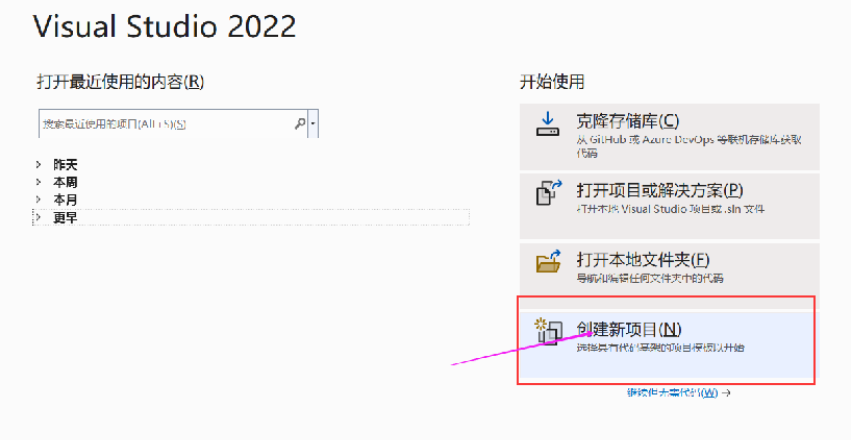 Visual Studio 2022
打开最近使用的内容(R)
搜索最近使用的项目(Alt+S)(S)
昨天
本周
本月
更早
开始使用
克隆存储库(C)
从 GitHub 或 Azure DevOps 等联机存储库获取
代码
打开项目或解决方案(P)
打开本地 Visual Studio 项目或 .sln 文件
打开本地文件夹(F)
导航和编辑任何文件夹中的代码
创建新项目(N)
选择具有代码基架的项目模板以开始
继续但无需代码(W) →